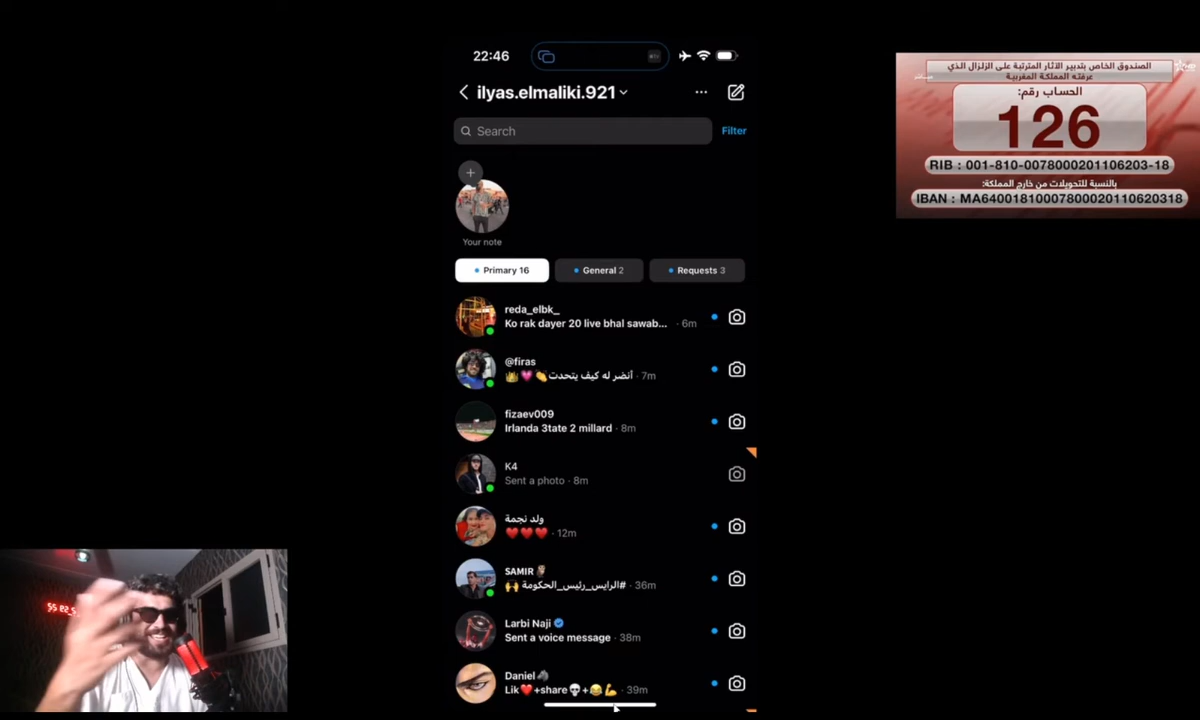 22:46
ilyas.elmaliki.921
Search
Filter
Your note
Primary 16
General 2
Requests 3
reda_elbk_
Ko rak dayer 20 live bhal sawab... · 6m
@firas
أنضر له كيف يتحدت👏💗👑 · 7m
fizaev009
Irlanda 3tate 2 millard · 8m
K4
Sent a photo · 8m
ولد نجمة
❤️❤️❤️ · 12m
SAMIR
#الرايس_رئيس_الحكومة 🙌 · 36m
Larbi Naji
Sent a voice message · 38m
Daniel🦓
Lik❤️+share💀+😂💪 · 39m
الصندوق الخاص بتدبير الآثار المترتبة على الزلزال الذي
عرفته المملكة المغربية
مباشر
الحساب رقم:
126
RIB : 001-810-0078000201106203-18
بالنسبة للتحويلات من خارج المملكة:
IBAN : MA64001810007800020110620318